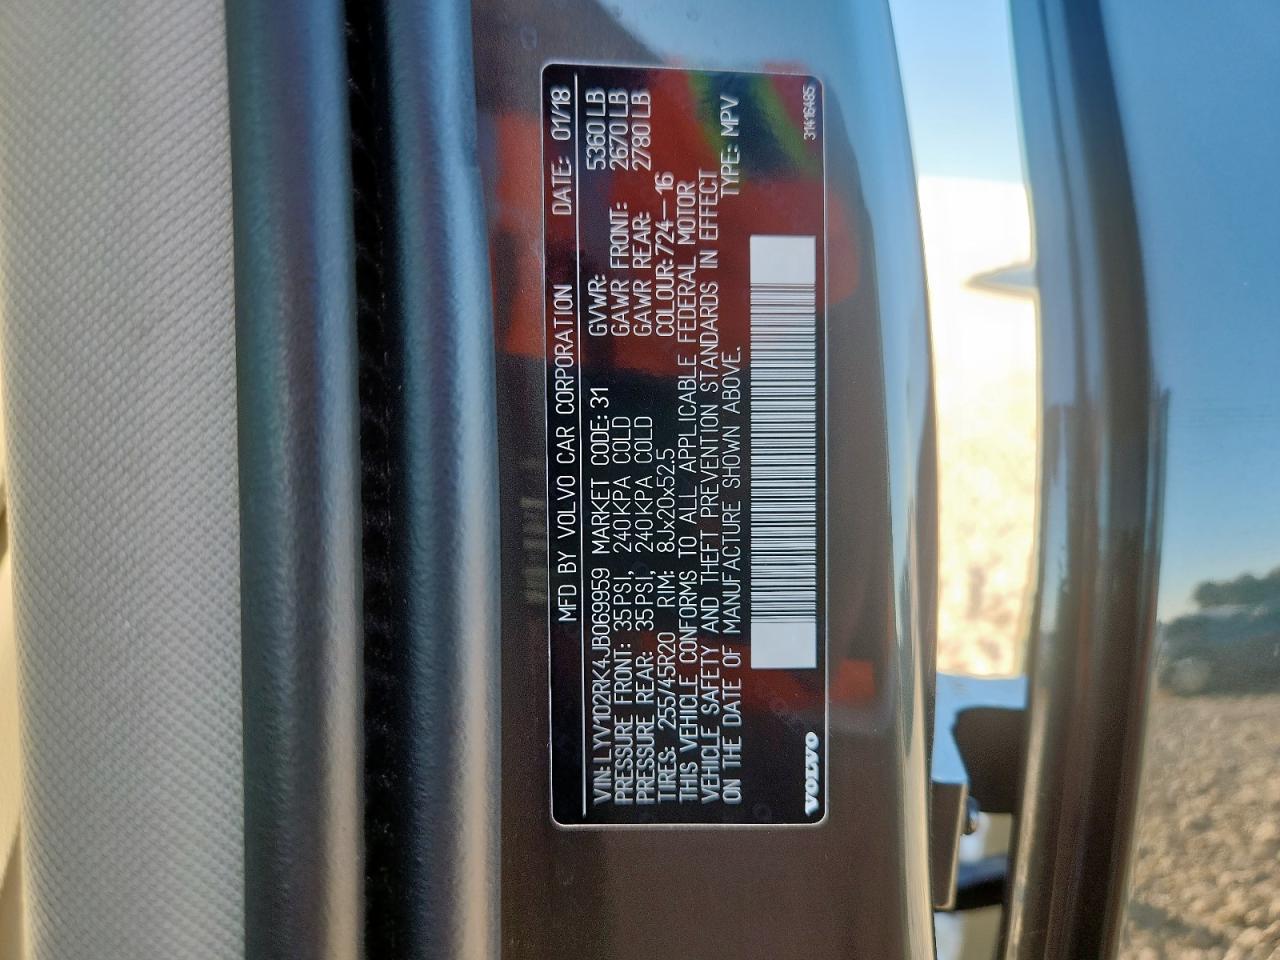 MFD BY VOLVO CAR CORPORATION DATE: 01/18
VIN: LYV102RK4JB069959 MARKET CODE: 31 GVWR: 5360LB
PRESSURE FRONT: 35PSI, 240KPA COLD GAWR FRONT: 2670LB
PRESSURE REAR: 35PSI, 240KPA COLD GAWR REAR: 2780LB
TIRES: 255/45R20 RIM: 8Jx20x52.5 COLOUR: 724—16
THIS VEHICLE CONFORMS TO ALL APPLICABLE FEDERAL MOTOR
VEHICLE SAFETY AND THEFT PREVENTION STANDARDS IN EFFECT
ON THE DATE OF MANUFACTURE SHOWN ABOVE. TYPE: MPV
VOLVO 31416485